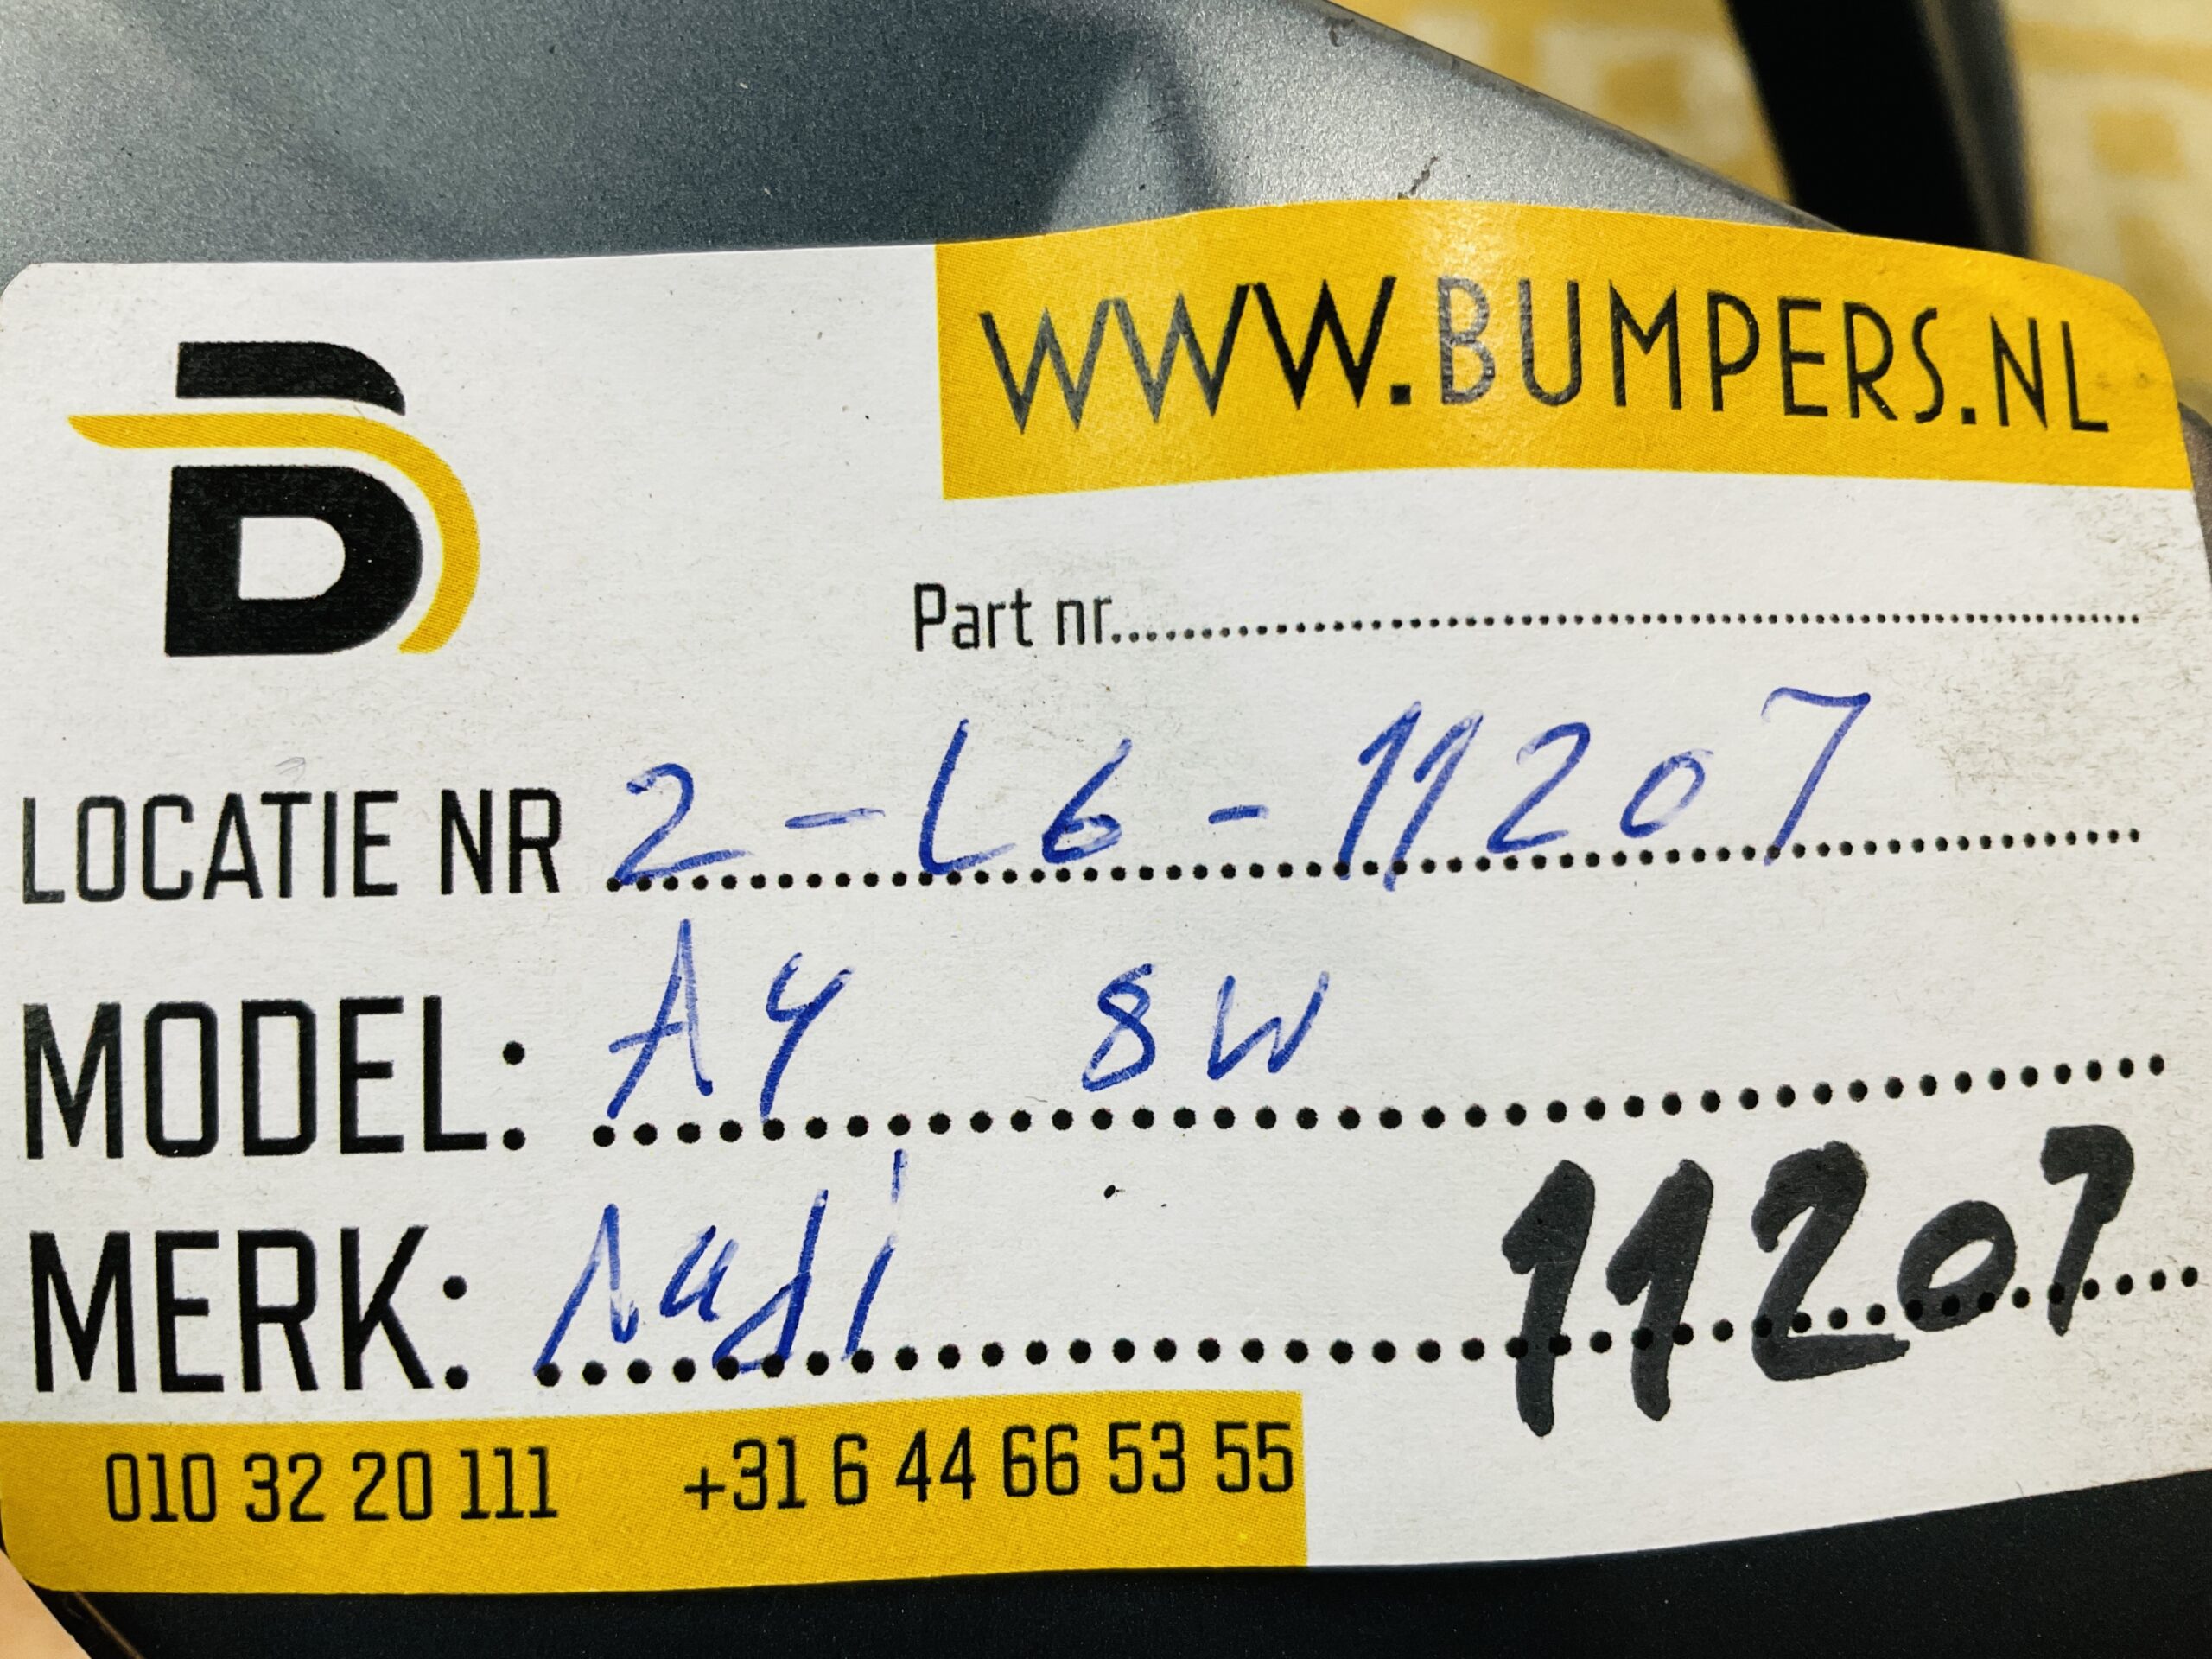 WWW.BUMPERS.NL
Part nr.
LOCATIE NR 2-L6-11207
MODEL: A4 8W
MERK: Audi
11207
010 32 20 111 +31 6 44 66 53 55